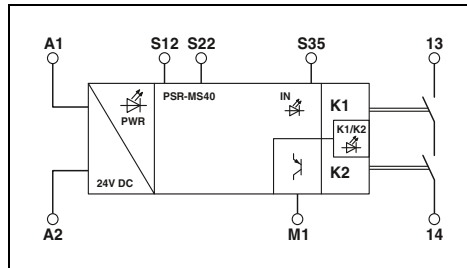 A1 S12 S22 S35 13
PSR-MS40 IN K1
PWR K1/K2
24V DC K2
A2 M1 14